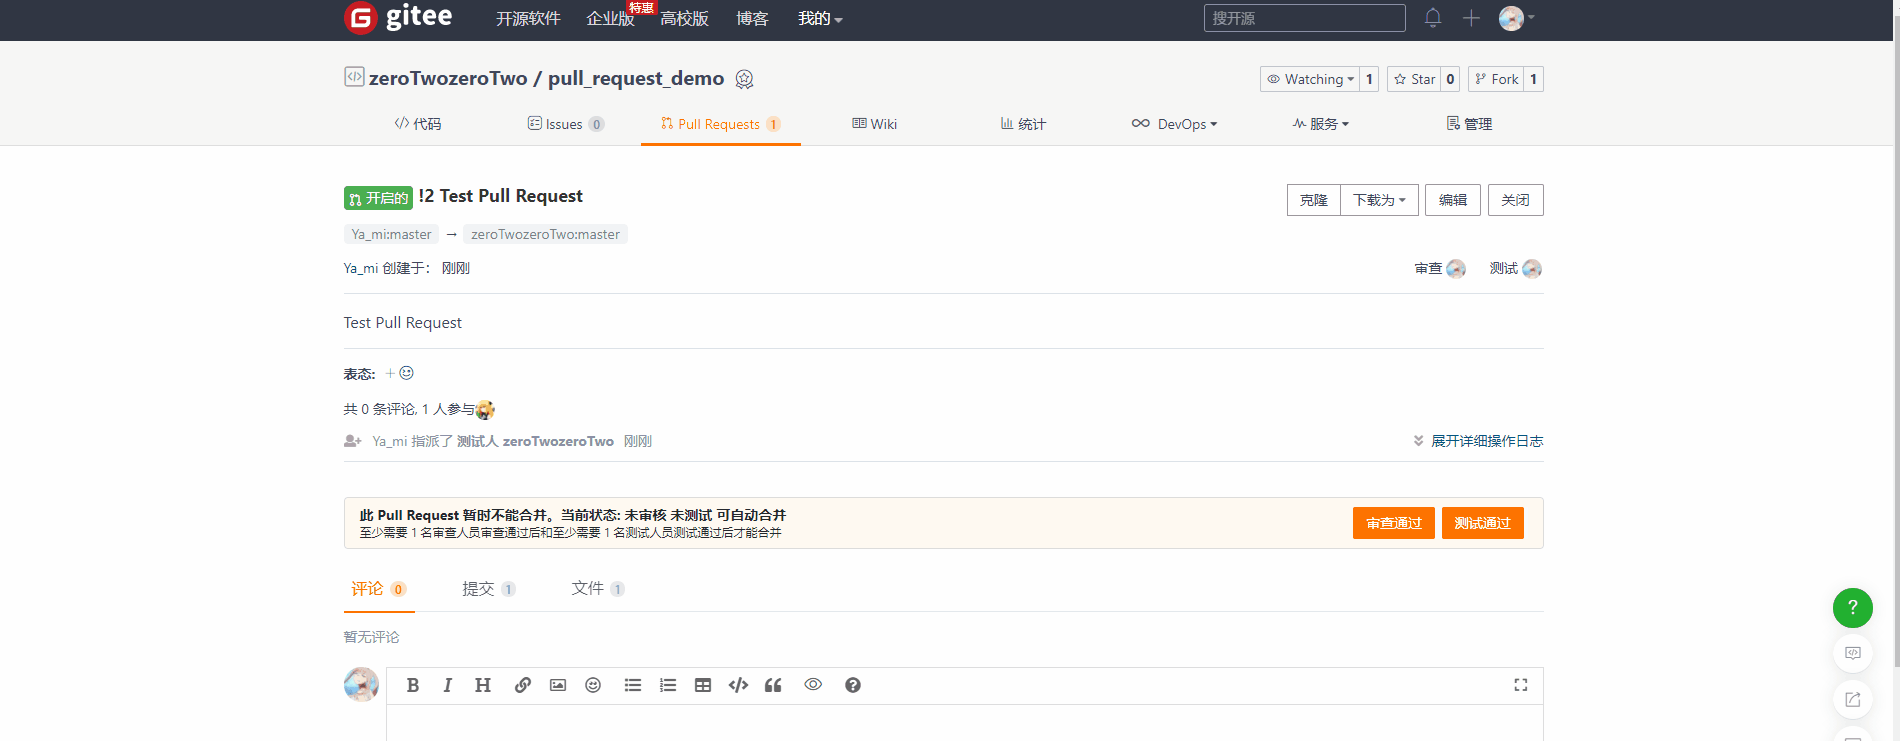 gitee 开源软件 企业版 特惠 高校版 博客 我的 搜开源
zeroTwozeroTwo / pull_request_demo Watching 1 Star 0 Fork 1
代码 Issues 0 Pull Requests 1 Wiki 统计 DevOps 服务 管理
开启的 !2 Test Pull Request 克隆 下载为 编辑 关闭
Ya_mi:master → zeroTwozeroTwo:master
Ya_mi 创建于： 刚刚 审查 测试
Test Pull Request
表态:
共 0 条评论, 1 人参与
Ya_mi 指派了 测试人 zeroTwozeroTwo 刚刚 展开详细操作日志
此 Pull Request 暂时不能合并。当前状态: 未审核 未测试 可自动合并
至少需要 1 名审查人员审查通过后和至少需要 1 名测试人员测试通过后才能合并
审查通过 测试通过
评论 0 提交 1 文件 1
暂无评论